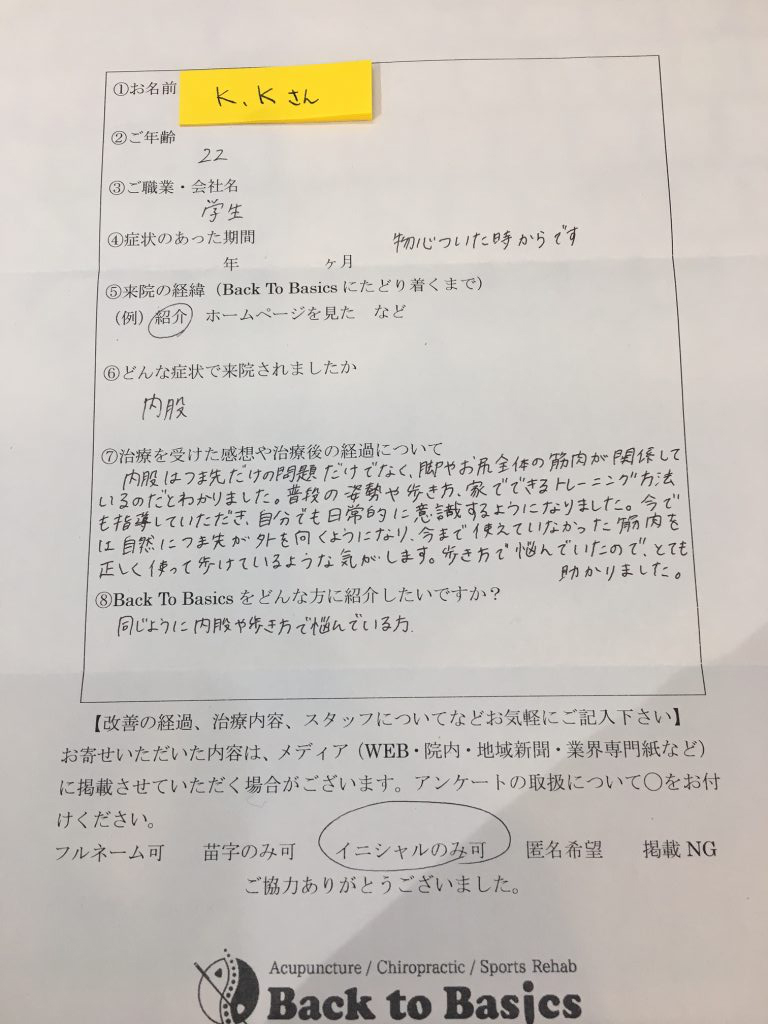 ①お名前 K、Kさん
②ご年齢
22
③ご職業・会社名
学生
④症状のあった期間 物心ついた時からです
年 ヶ月
⑤来院の経緯(Back To Basics にたどり着くまで)
(例)紹介 ホームページを見た など
⑥どんな症状で来院されましたか
内股
⑦治療を受けた感想や治療後の経過について
内股はつま先だけの問題だけでなく、脚やお尻全体の筋肉が関係して
いるのだとわかりました。普段の姿勢や歩き方、家でできるトレーニング方法
も指導していただき、自分でも日常的に意識するようになりました。今で
は自然につま先が外を向くようになり、今まで使えていなかった筋肉を
正しく使って歩けているような気がします。歩き方で悩んでいたので、とても
助かりました。
⑧Back To Basics をどんな方に紹介したいですか?
同じように内股や歩き方で悩んでいる方.
【改善の経過、治療内容、スタッフについてなどお気軽にご記入下さい】
お寄せいただいた内容は、メディア(WEB・院内・地域新聞・業界専門紙など)
に掲載させていただく場合がございます。アンケートの取扱について〇をお付
けください。
フルネーム可 苗字のみ可 イニシャルのみ可 匿名希望 掲載 NG
ご協力ありがとうございました。
Acupuncture / Chiropractic / Sports Rehab
Back to Basics